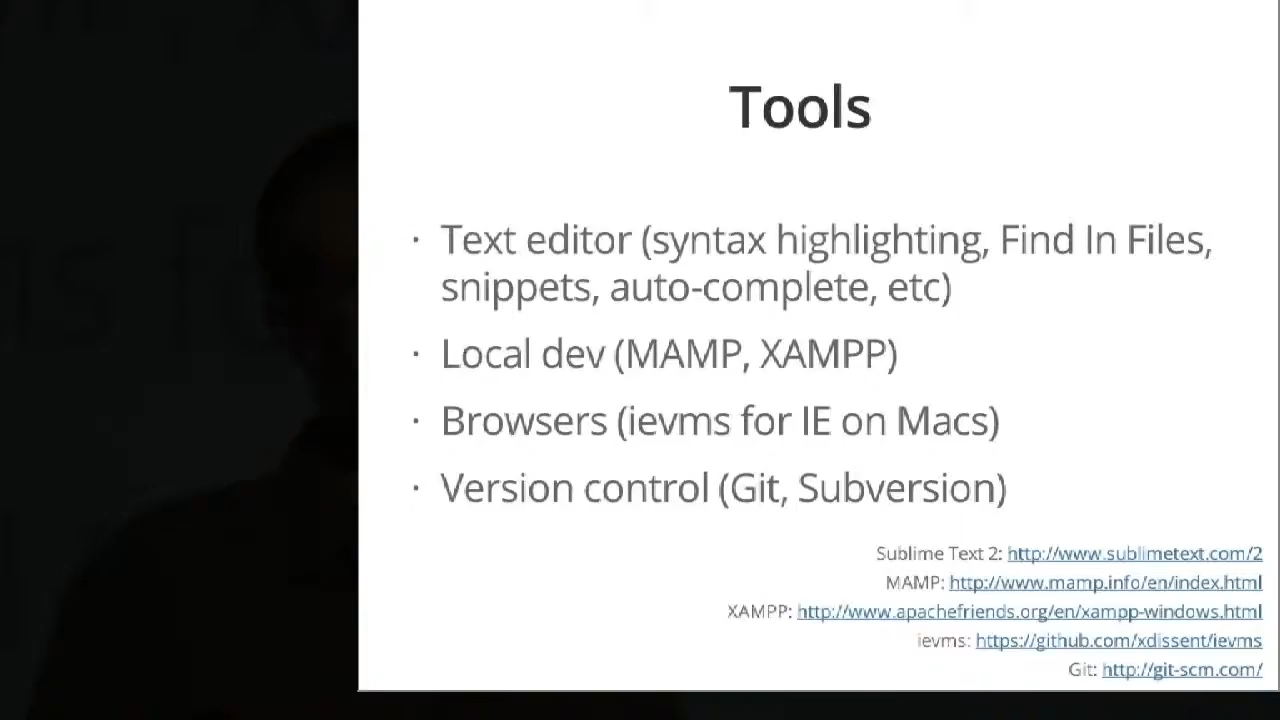 Tools
· Text editor (syntax highlighting, Find In Files,
snippets, auto-complete, etc)
· Local dev (MAMP, XAMPP)
· Browsers (ievms for IE on Macs)
· Version control (Git, Subversion)
Sublime Text 2: http://www.sublimetext.com/2
MAMP: http://www.mamp.info/en/index.html
XAMPP: http://www.apachefriends.org/en/xampp-windows.html
ievms: https://github.com/xdissent/ievms
Git: http://git-scm.com/